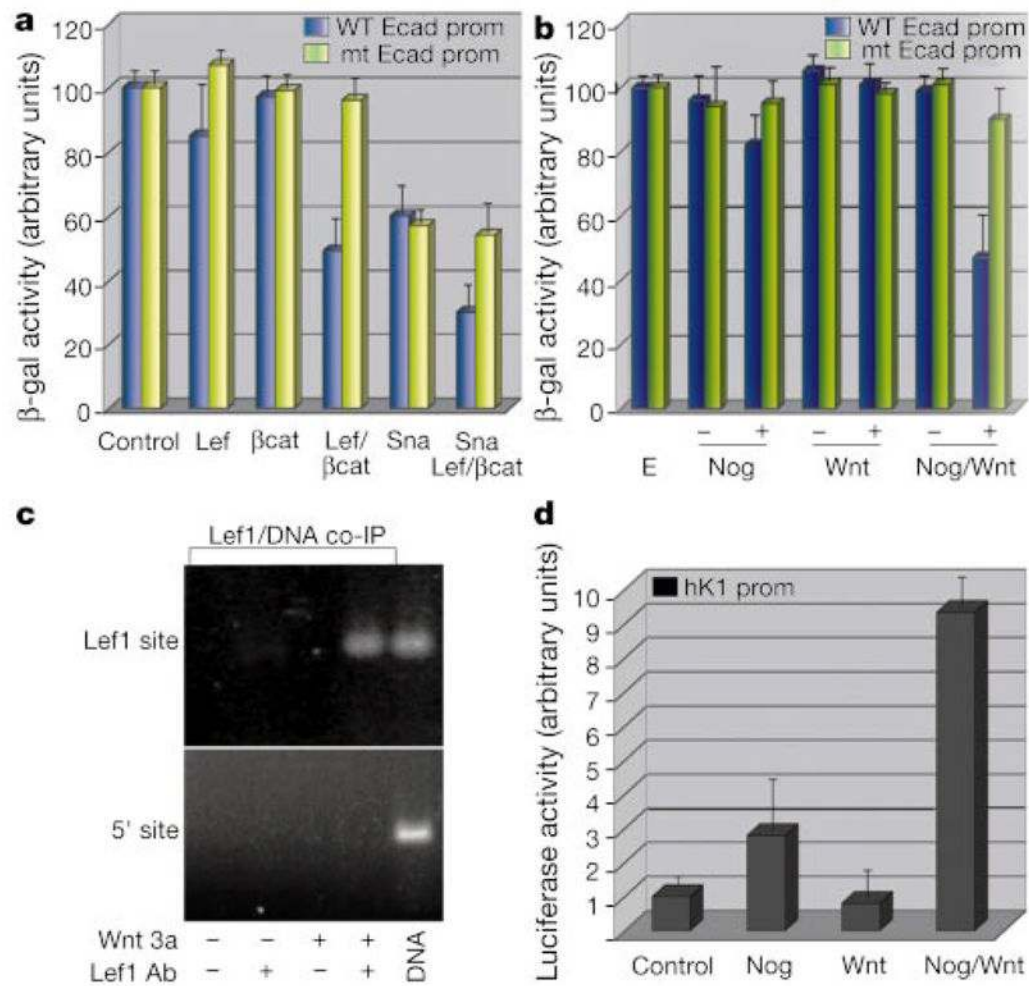 a
WT Ecad prom
mt Ecad prom
β-gal activity (arbitrary units)
120
100
80
60
40
20
0
Control Lef βcat Lef/ Sna Sna
βcat Lef/βcat
b
WT Ecad prom
mt Ecad prom
β-gal activity (arbitrary units)
120
100
80
60
40
20
0
– + – + – +
E Nog Wnt Nog/Wnt
c
Lef1/DNA co-IP
Lef1 site
5' site
Wnt 3a – – + +
Lef1 Ab – + – +
DNA
d
hK1 prom
Luciferase activity (arbitrary units)
10
9
8
7
6
5
4
3
2
1
Control Nog Wnt Nog/Wnt